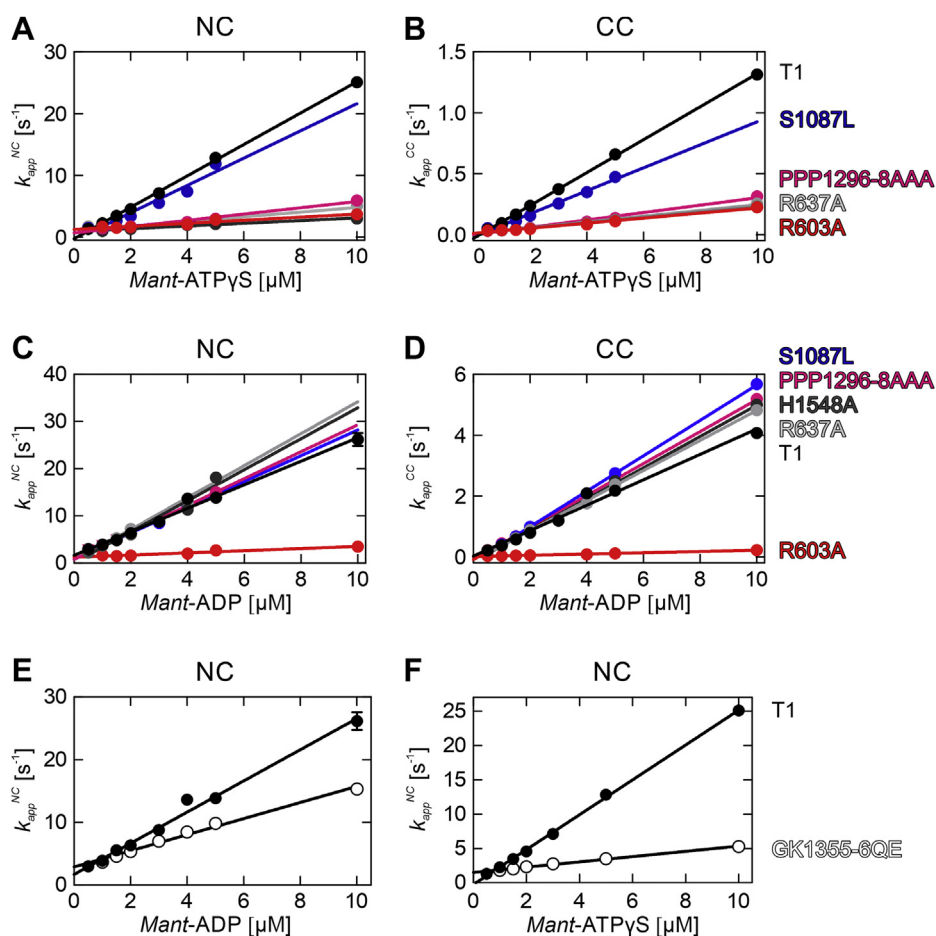 A NC
B CC
30
20
10
0
k_app^NC [s⁻¹]
0 2 4 6 8 10
Mant-ATPγS [μM]
1.5
1.0
0.5
0.0
k_app^CC [s⁻¹]
0 2 4 6 8 10
Mant-ATPγS [μM]
T1
S1087L
PPP1296-8AAA
R637A
R603A
C NC
D CC
40
30
20
10
0
k_app^NC [s⁻¹]
0 2 4 6 8 10
Mant-ADP [μM]
6
4
2
0
k_app^CC [s⁻¹]
0 2 4 6 8 10
Mant-ADP [μM]
S1087L
PPP1296-8AAA
H1548A
R637A
T1
R603A
E NC
F NC
30
20
10
0
k_app^NC [s⁻¹]
0 2 4 6 8 10
Mant-ADP [μM]
25
20
15
10
5
0
k_app^NC [s⁻¹]
0 2 4 6 8 10
Mant-ATPγS [μM]
T1
GK1355-6QE